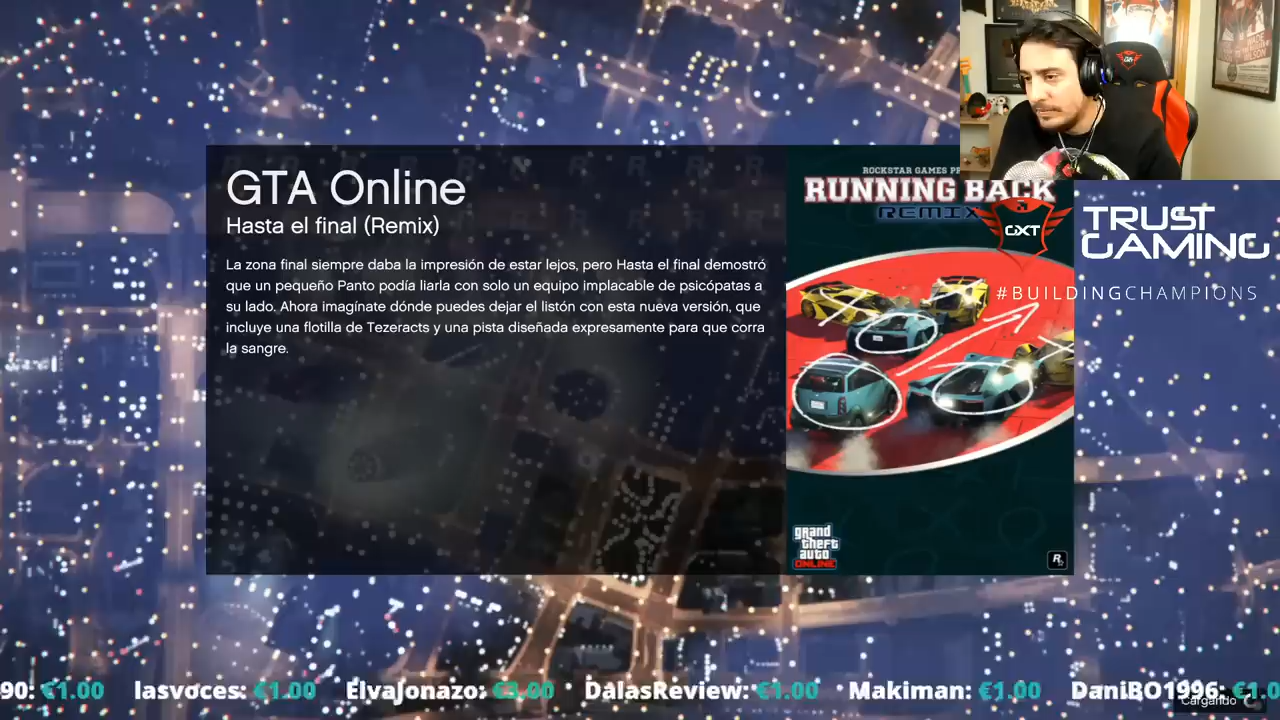 GTA Online
Hasta el final (Remix)
La zona final siempre daba la impresión de estar lejos, pero Hasta el final demostró
que un pequeño Panto podía liarla con solo un equipo implacable de psicópatas a
su lado. Ahora imagínate dónde puedes dejar el listón con esta nueva versión, que
incluye una flotilla de Tezeracts y una pista diseñada expresamente para que corra
la sangre.
ROCKSTAR GAMES
RUNNING BACK
REMIX
GXT
TRUST
GAMING
#BUILDINGCHAMPIONS
grand
theft
auto
ONLINE
R
90: €1.00 lasvoces: €1.00 ElvaJonazo: €3.00 DalasReview: €1.00 Makiman: €1.00 DaniBO1996: €1.0
Cargando